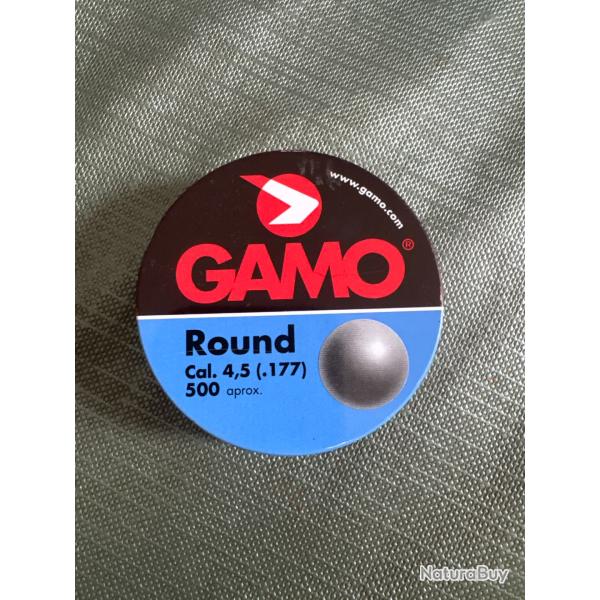 www.gamo.com
GAMO®
Round
Cal. 4,5 (.177)
500 aprox.
NaturaBuy